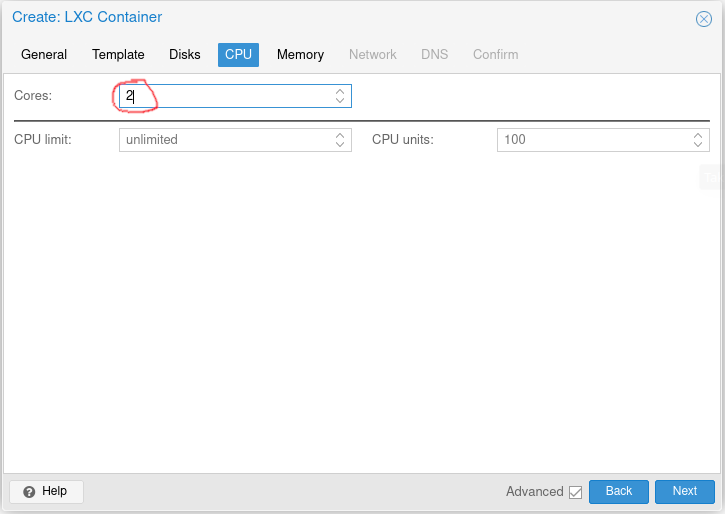 Create: LXC Container
General Template Disks CPU Memory Network DNS Confirm
Cores: 2
CPU limit: unlimited CPU units: 100
Help Advanced Back Next